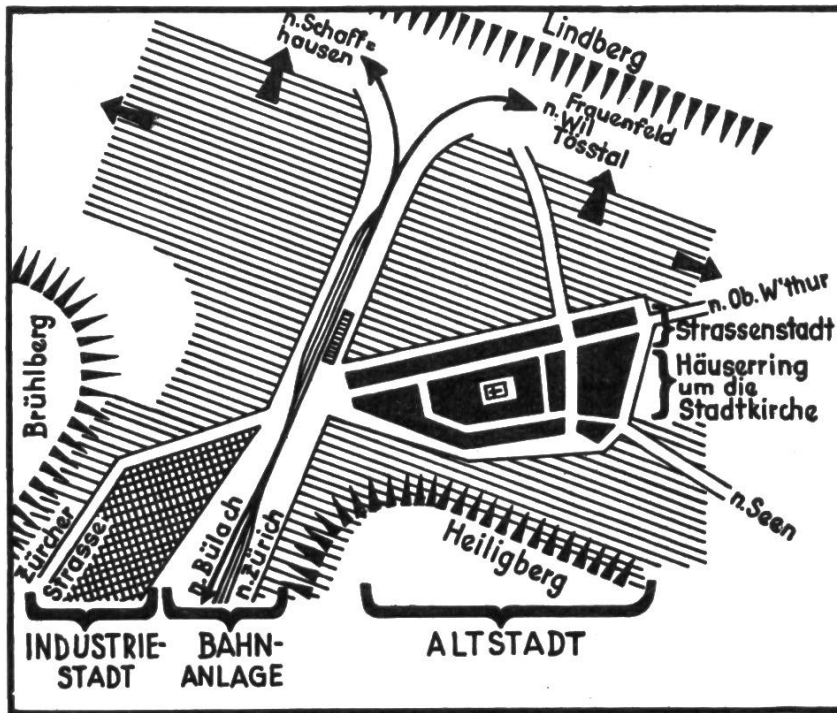 n. Schaff=
hausen
Lindberg
n. Frauenfeld
Wil
Tösstal
n. Ob. W'thur
Strassenstadt
Häuserring
um die
Stadtkirche
Brühlberg
Zürcher
Strasse
n. Bülach
n. Zürich
Heiligberg
n. Seen
INDUSTRIE-
STADT
BAHN-
ANLAGE
ALTSTADT